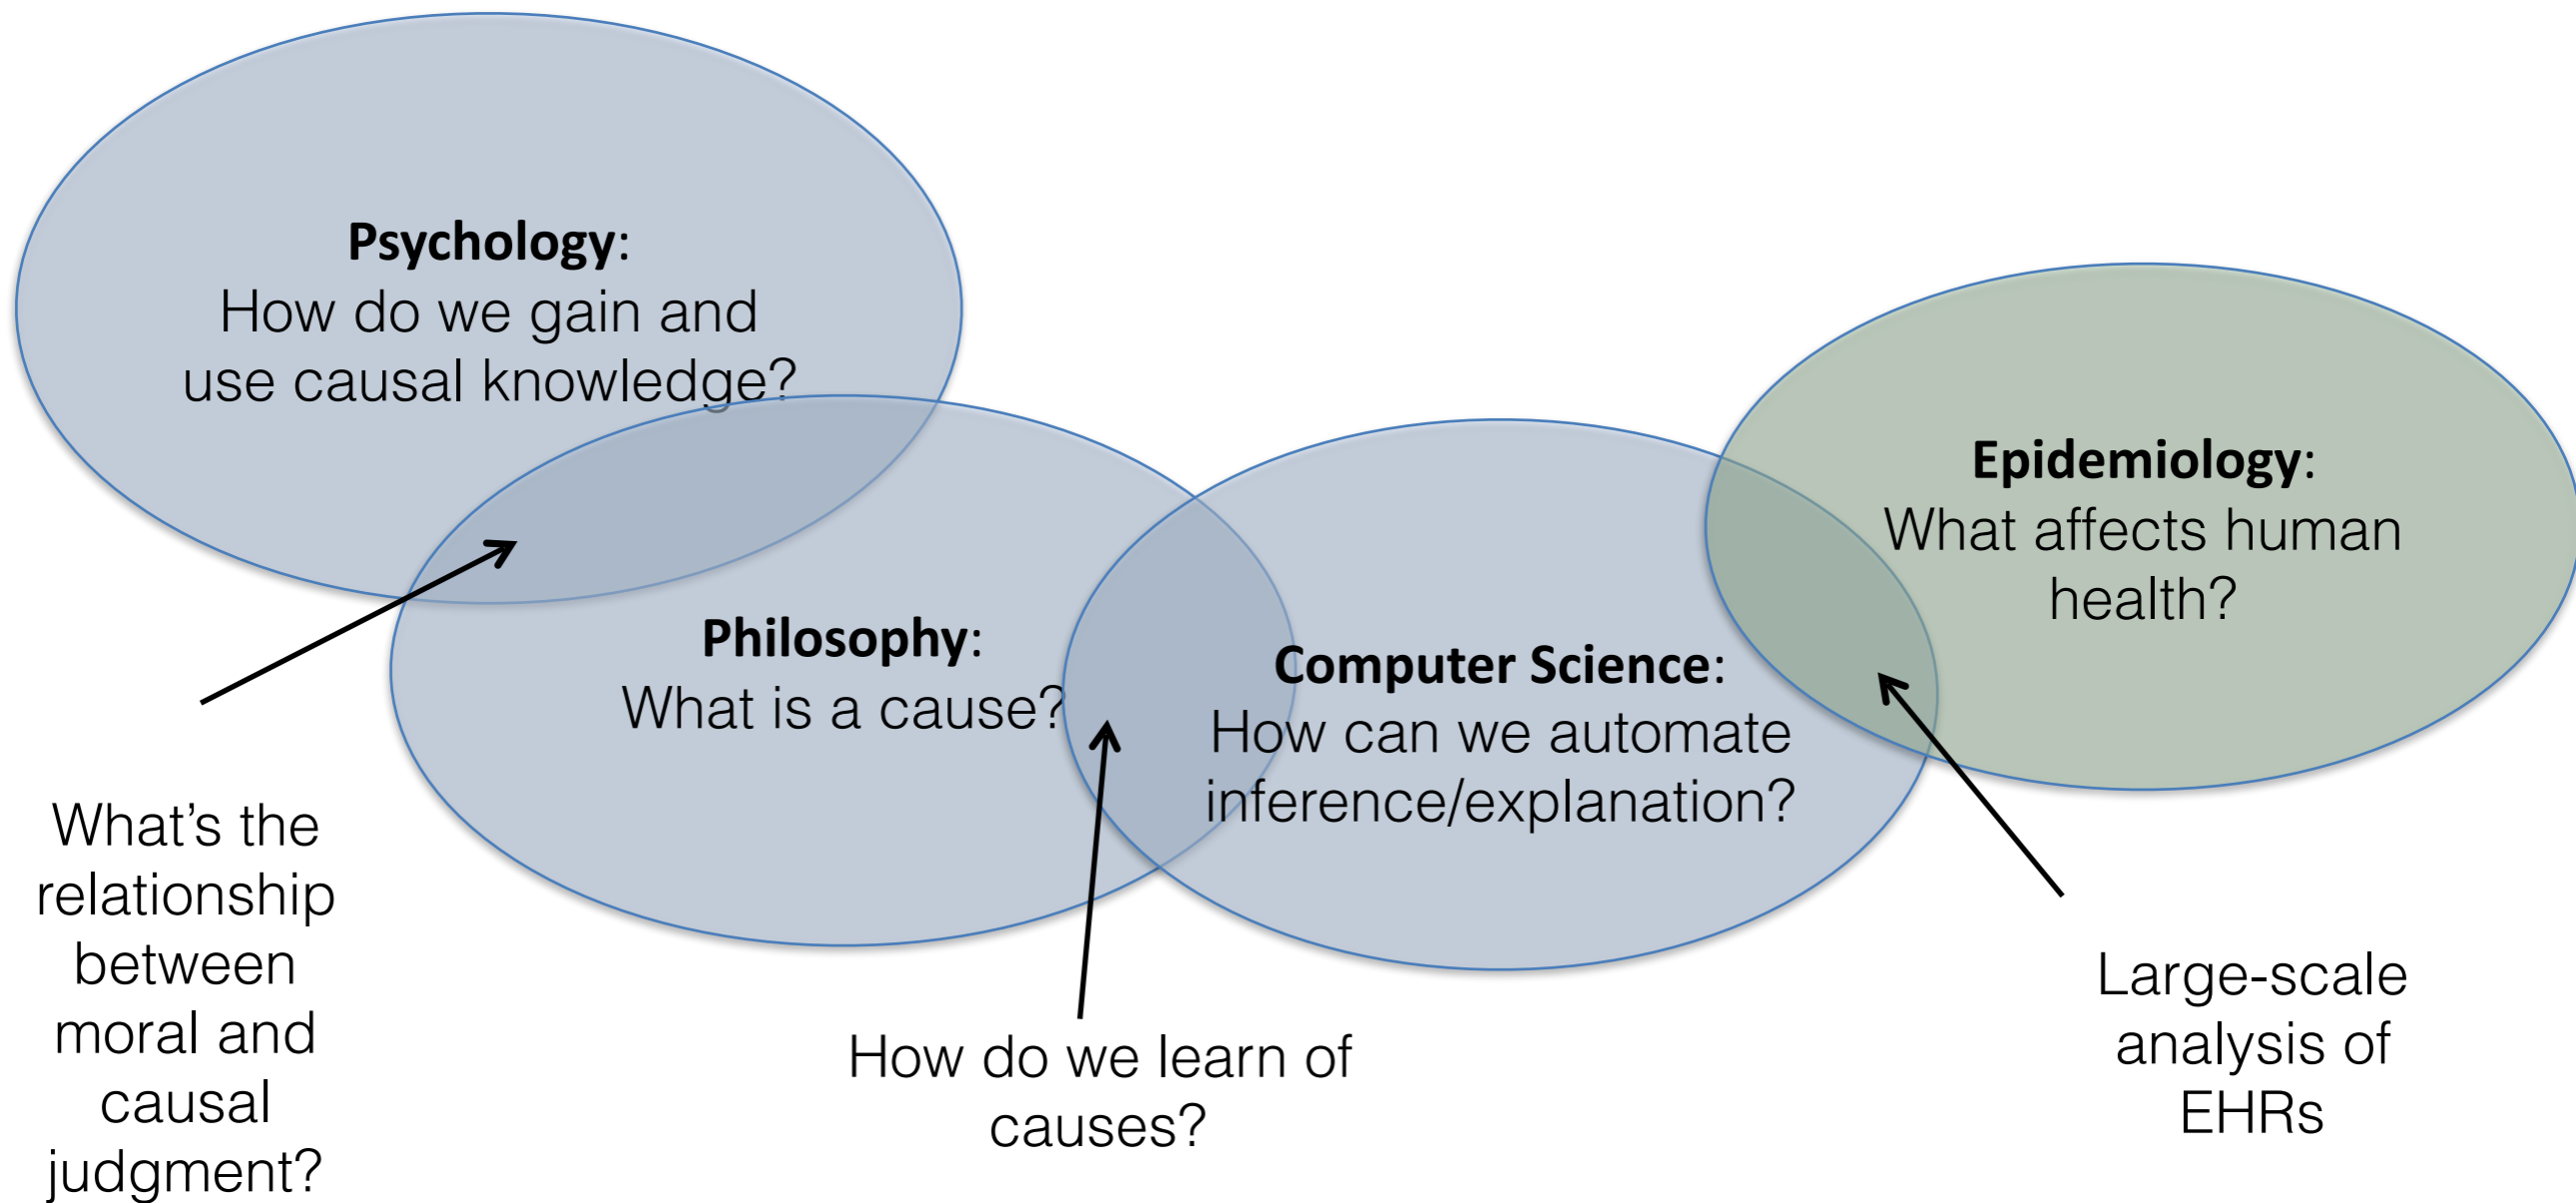 Psychology:
How do we gain and
use causal knowledge?
Philosophy:
What is a cause?
Computer Science:
How can we automate
inference/explanation?
Epidemiology:
What affects human
health?
What’s the
relationship
between
moral and
causal
judgment?
How do we learn of
causes?
Large-scale
analysis of
EHRs